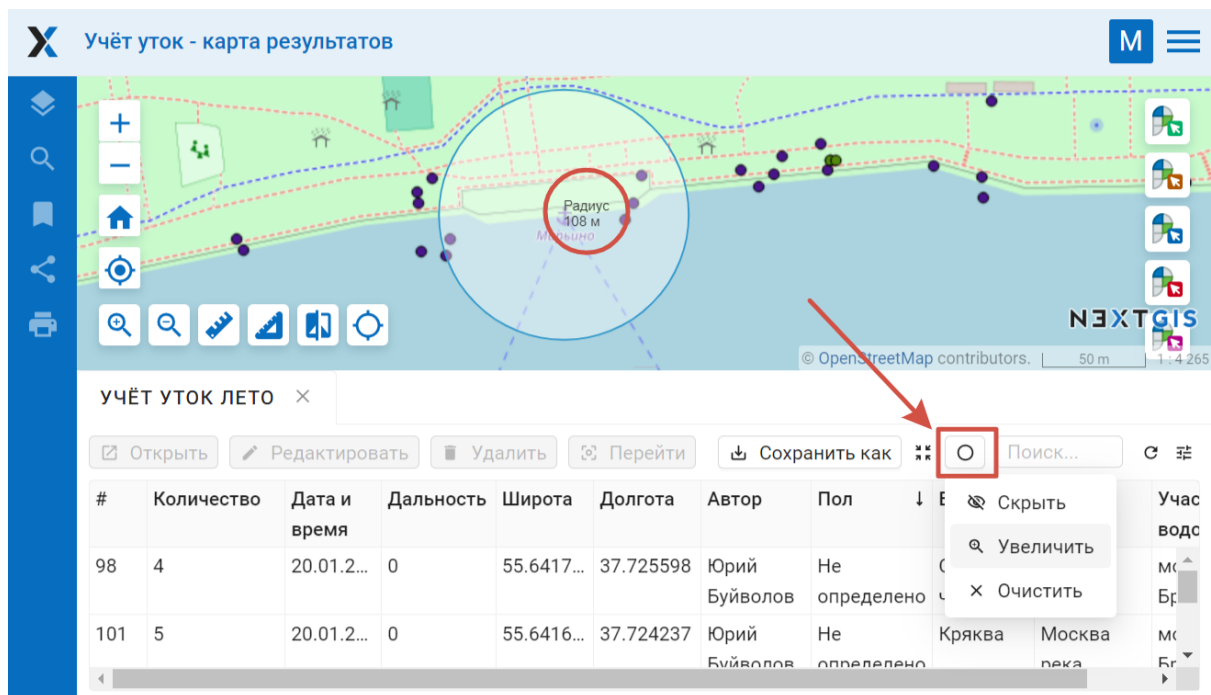 Учёт уток - карта результатов
M
Радиус
108 м
Марьино
NEXTGIS
© OpenStreetMap contributors.
50 m
1 : 4 265
УЧЁТ УТОК ЛЕТО
Открыть Редактировать Удалить Перейти Сохранить как Поиск...
Скрыть
Увеличить
Очистить
# Количество Дата и Дальность Широта Долгота Автор Пол Учас
время водо
98 4 20.01.2... 0 55.6417... 37.725598 Юрий Не
Буйволов определено
101 5 20.01.2... 0 55.6416... 37.724237 Юрий Не Кряква Москва
Буйволов определено река